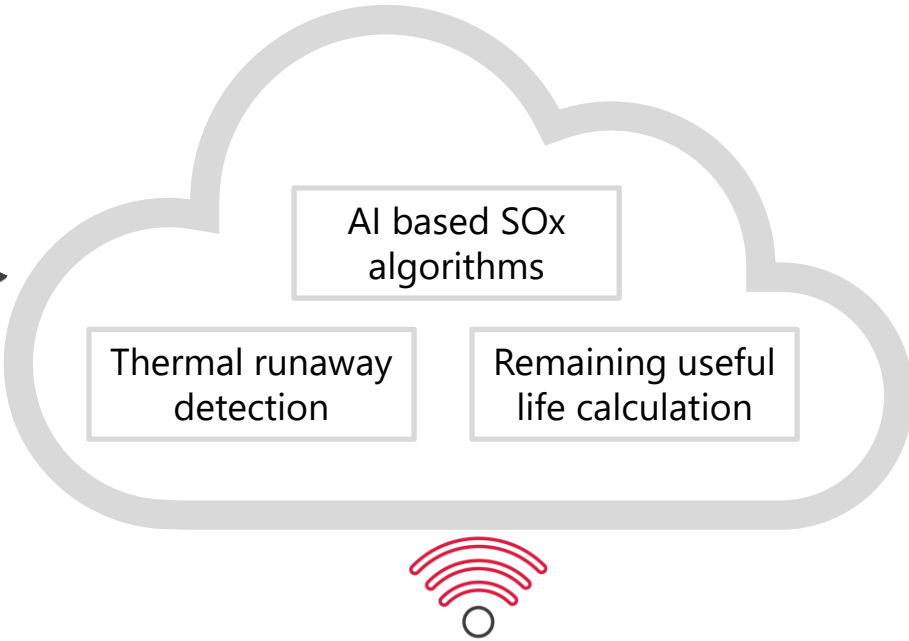 AI based SOx
algorithms
Thermal runaway
detection
Remaining useful
life calculation